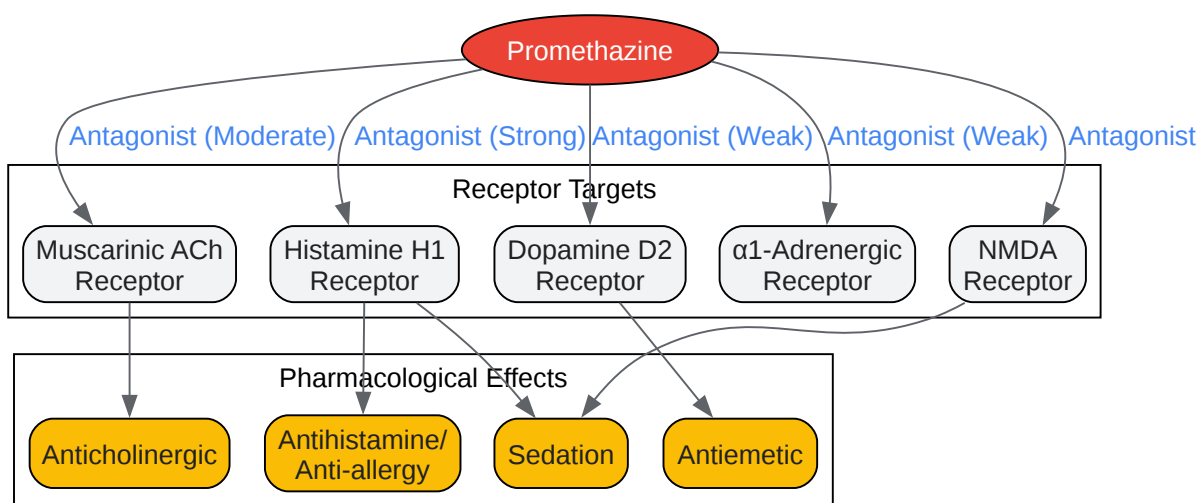 Promethazine
Antagonist (Moderate)
Antagonist (Strong)
Antagonist (Weak)
Antagonist (Weak)
Antagonist
Receptor Targets
Muscarinic ACh
Receptor
Histamine H1
Receptor
Dopamine D2
Receptor
α1-Adrenergic
Receptor
NMDA
Receptor
Pharmacological Effects
Anticholinergic
Antihistamine/
Anti-allergy
Sedation
Antiemetic